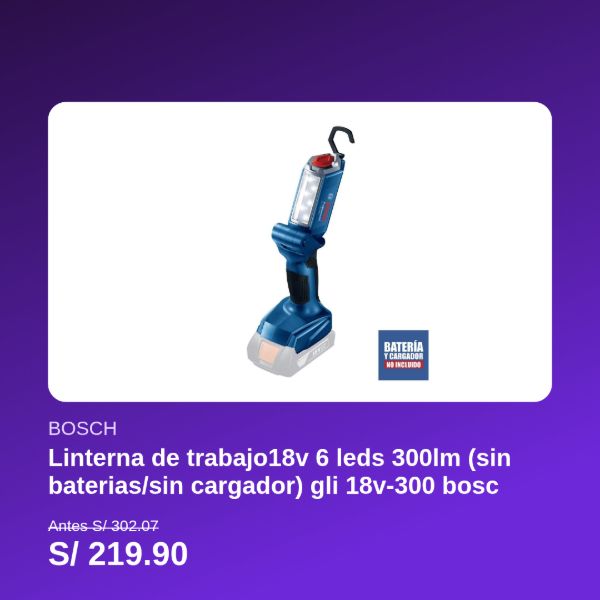 BATERÍA
Y CARGADOR
NO INCLUIDO
BOSCH
Linterna de trabajo18v 6 leds 300lm (sin
baterias/sin cargador) gli 18v-300 bosc
Antes S/ 302.07
S/ 219.90